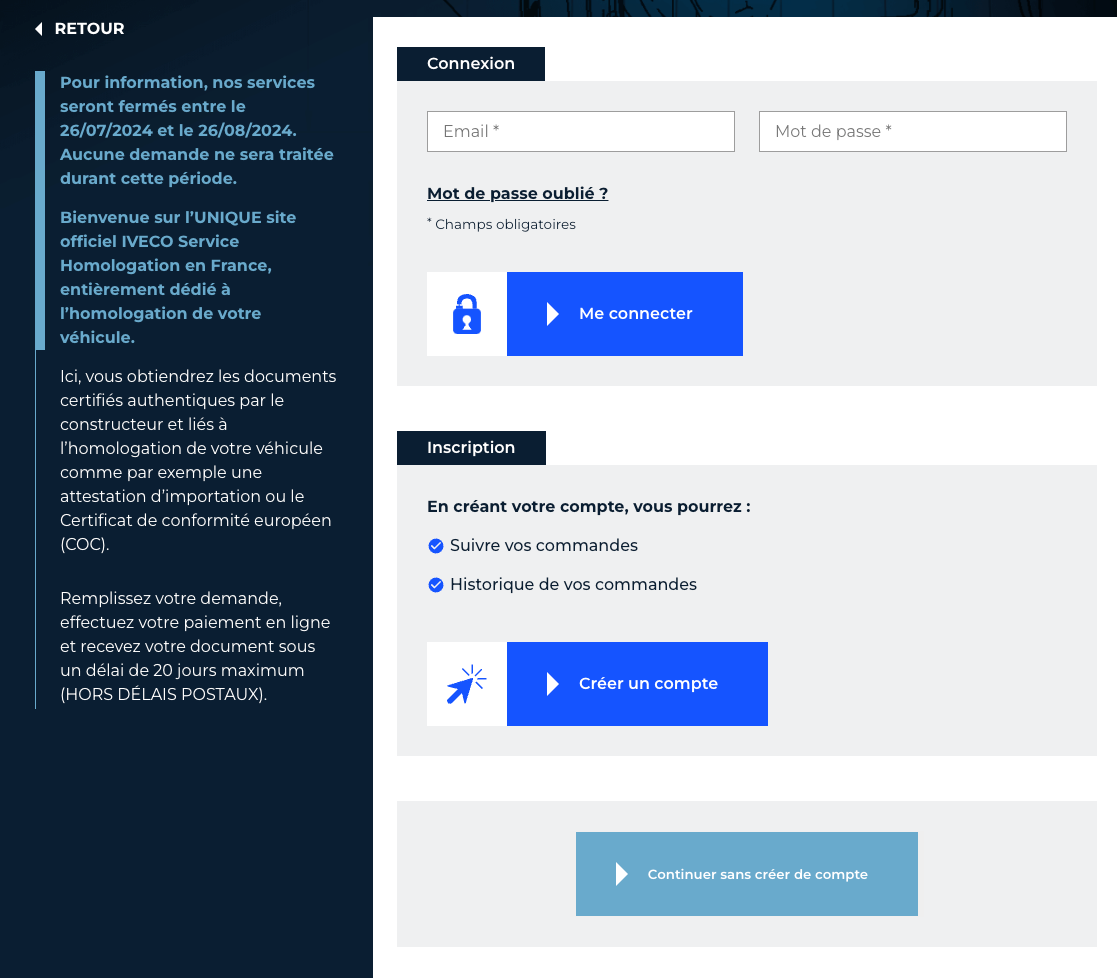 RETOUR
Pour information, nos services
seront fermés entre le
26/07/2024 et le 26/08/2024.
Aucune demande ne sera traitée
durant cette période.
Bienvenue sur l’UNIQUE site
officiel IVECO Service
Homologation en France,
entièrement dédié à
l’homologation de votre
véhicule.
Ici, vous obtiendrez les documents
certifiés authentiques par le
constructeur et liés à
l’homologation de votre véhicule
comme par exemple une
attestation d’importation ou le
Certificat de conformité européen
(COC).
Remplissez votre demande,
effectuez votre paiement en ligne
et recevez votre document sous
un délai de 20 jours maximum
(HORS DÉLAIS POSTAUX).
Connexion
Email * Mot de passe *
Mot de passe oublié ?
* Champs obligatoires
Me connecter
Inscription
En créant votre compte, vous pourrez :
Suivre vos commandes
Historique de vos commandes
Créer un compte
Continuer sans créer de compte